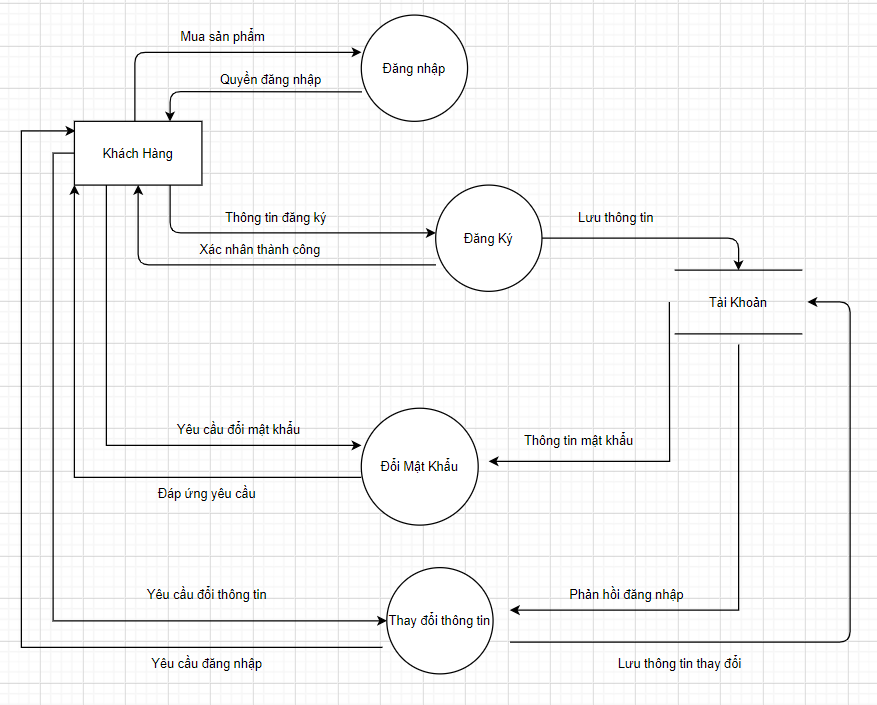 Mua sản phẩm
Đăng nhập
Quyền đăng nhập
Khách Hàng
Thông tin đăng ký
Lưu thông tin
Đăng Ký
Xác nhân thành công
Tài Khoản
Yêu cầu đổi mật khẩu
Thông tin mật khẩu
Đổi Mật Khẩu
Đáp ứng yêu cầu
Yêu cầu đổi thông tin
Phản hồi đăng nhập
Thay đổi thông tin
Yêu cầu đăng nhập
Lưu thông tin thay đổi